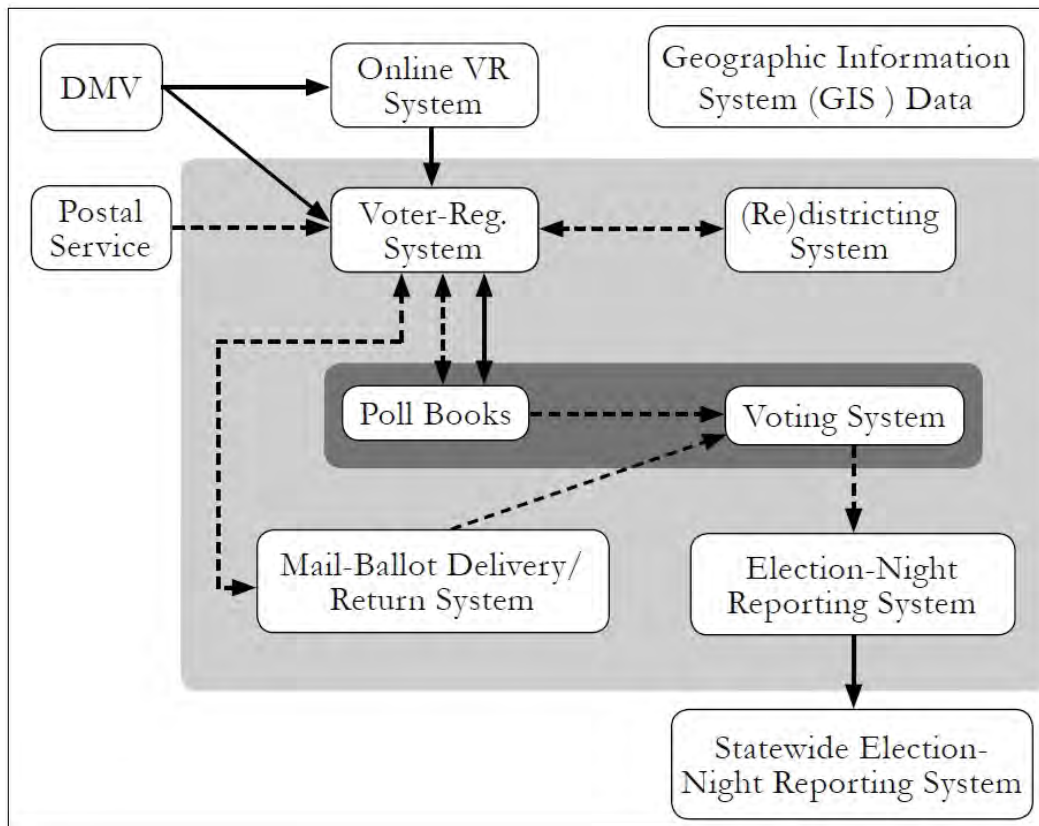 DMV
Online VR
System
Geographic Information
System (GIS ) Data
Postal
Service
Voter-Reg.
System
(Re)districting
System
Poll Books
Voting System
Mail-Ballot Delivery/
Return System
Election-Night
Reporting System
Statewide Election-
Night Reporting System